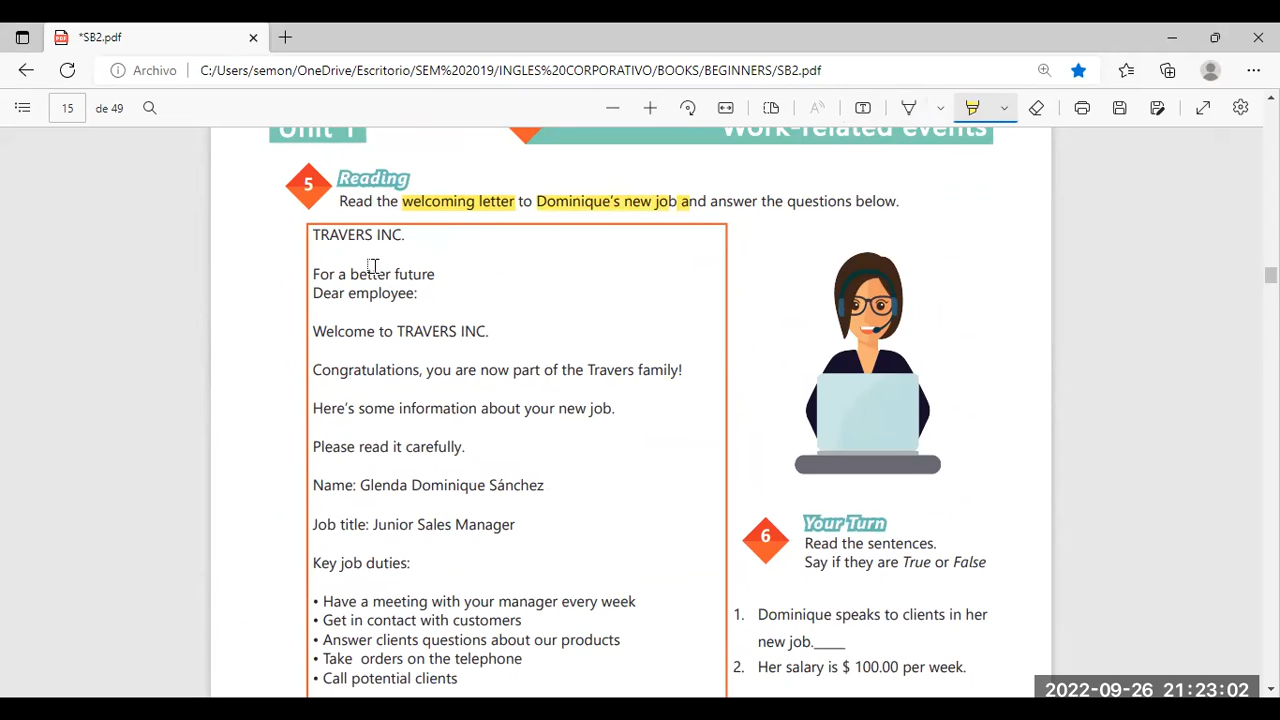 *SB2.pdf
Archivo
C:/Users/semon/OneDrive/Escritorio/SEM%202019/INGLES%20CORPORATIVO/BOOKS/BEGINNERS/SB2.pdf
15 de 49
Unit 1
Work-related events
5 Reading
Read the welcoming letter to Dominique's new job and answer the questions below.
TRAVERS INC.
For a better future
Dear employee:
Welcome to TRAVERS INC.
Congratulations, you are now part of the Travers family!
Here's some information about your new job.
Please read it carefully.
Name: Glenda Dominique Sánchez
Job title: Junior Sales Manager
Key job duties:
• Have a meeting with your manager every week
• Get in contact with customers
• Answer clients questions about our products
• Take orders on the telephone
• Call potential clients
6 Your Turn
Read the sentences.
Say if they are True or False
1. Dominique speaks to clients in her
new job.____
2. Her salary is $ 100.00 per week.
2022-09-26 21:23:02